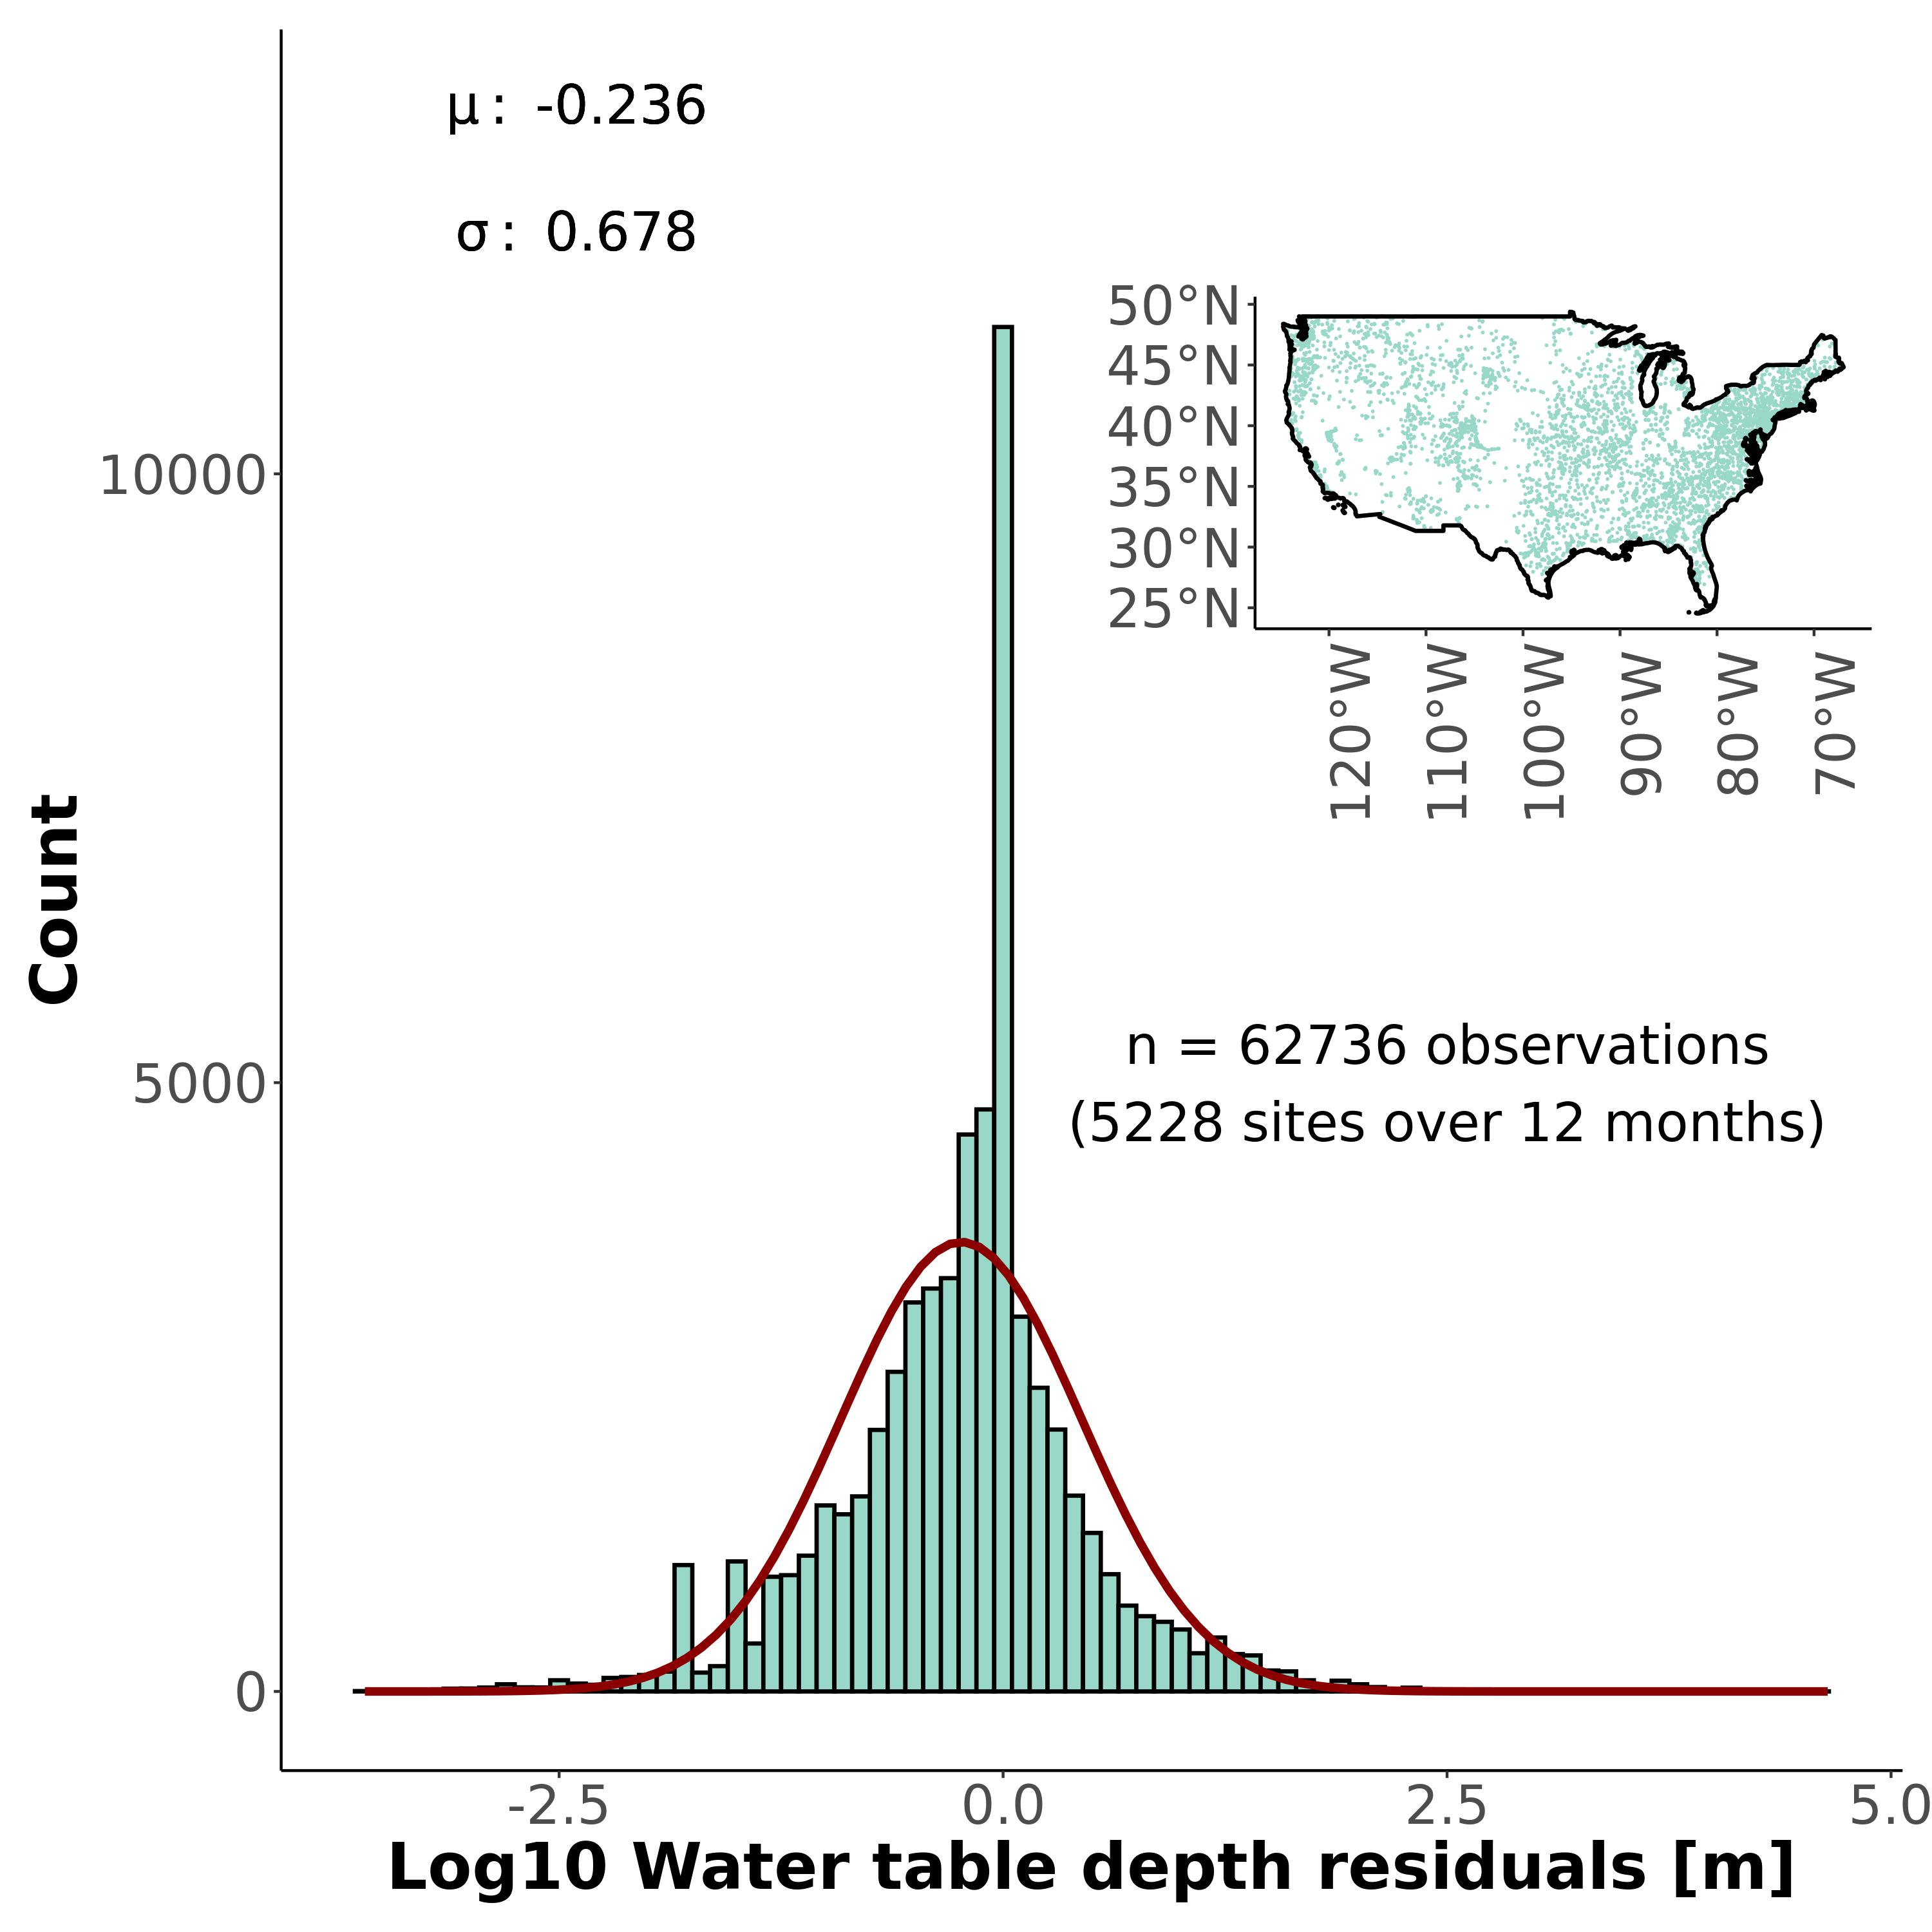 μ : -0.236
σ : 0.678
50°N
45°N
40°N
35°N
30°N
25°N
120°W
110°W
100°W
90°W
80°W
70°W
n = 62736 observations
(5228 sites over 12 months)
Count
10000
5000
0
-2.5
0.0
2.5
5.0
Log10 Water table depth residuals [m]